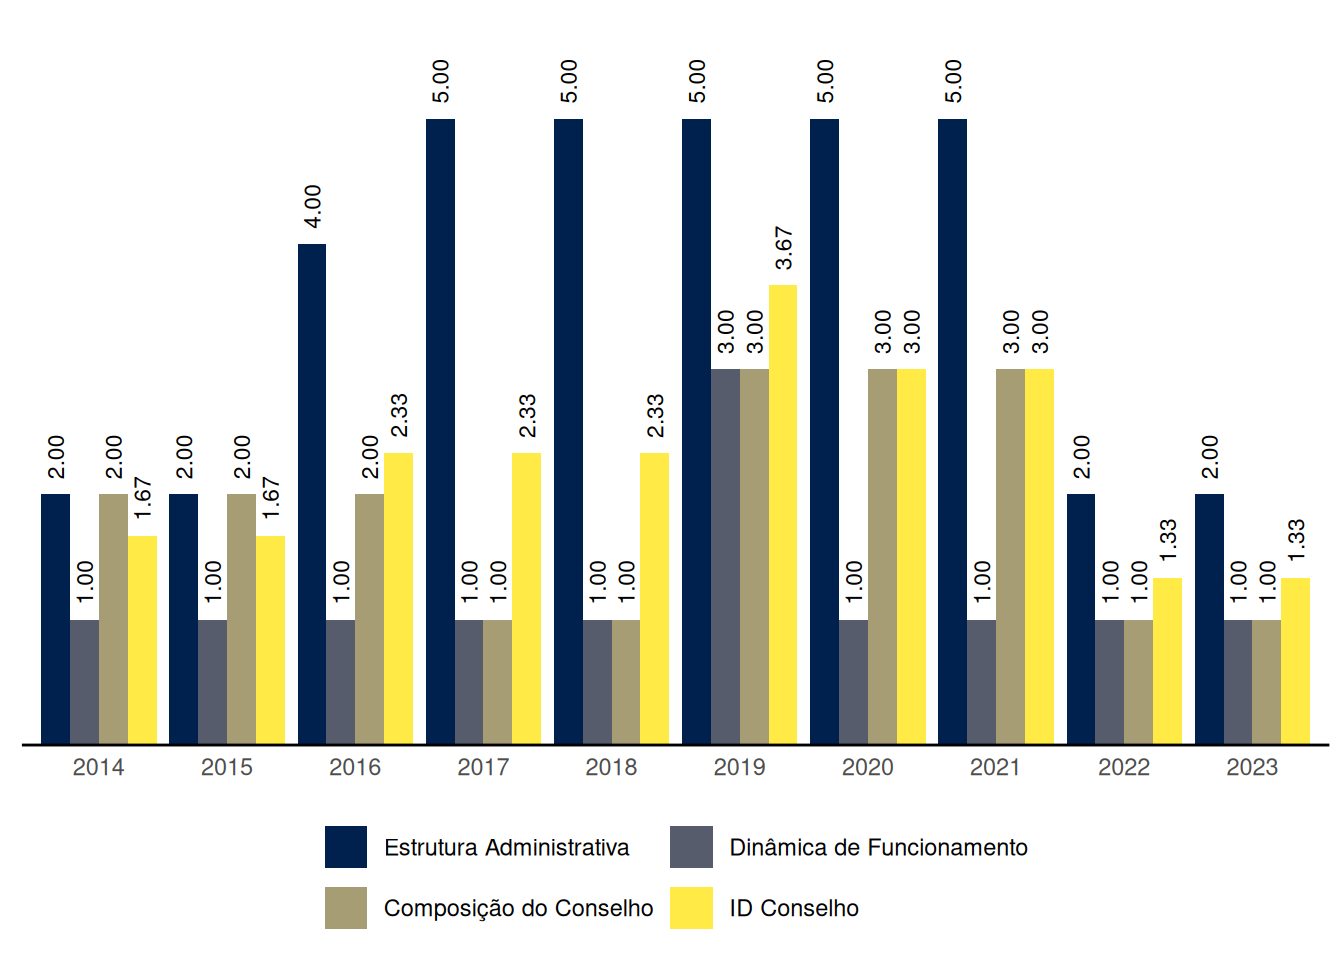 5.00 5.00 5.00 5.00 5.00
4.00
3.67
3.00 3.00 3.00 3.00 3.00 3.00
2.33 2.33 2.33
2.00 2.00 2.00 2.00 2.00 2.00 2.00
1.67 1.67
1.33 1.33
1.00 1.00 1.00 1.00 1.00 1.00 1.00 1.00 1.00 1.00 1.00 1.00 1.00
2014 2015 2016 2017 2018 2019 2020 2021 2022 2023
Estrutura Administrativa Dinâmica de Funcionamento
Composição do Conselho ID Conselho